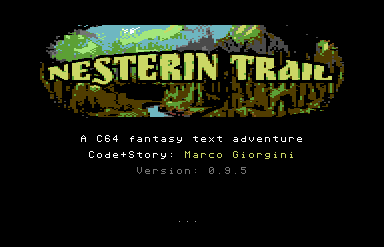 NESTERIN TRAIL
A C64 fantasy text adventure
Code+Story: Marco Giorgini
Version: 0.9.5
...